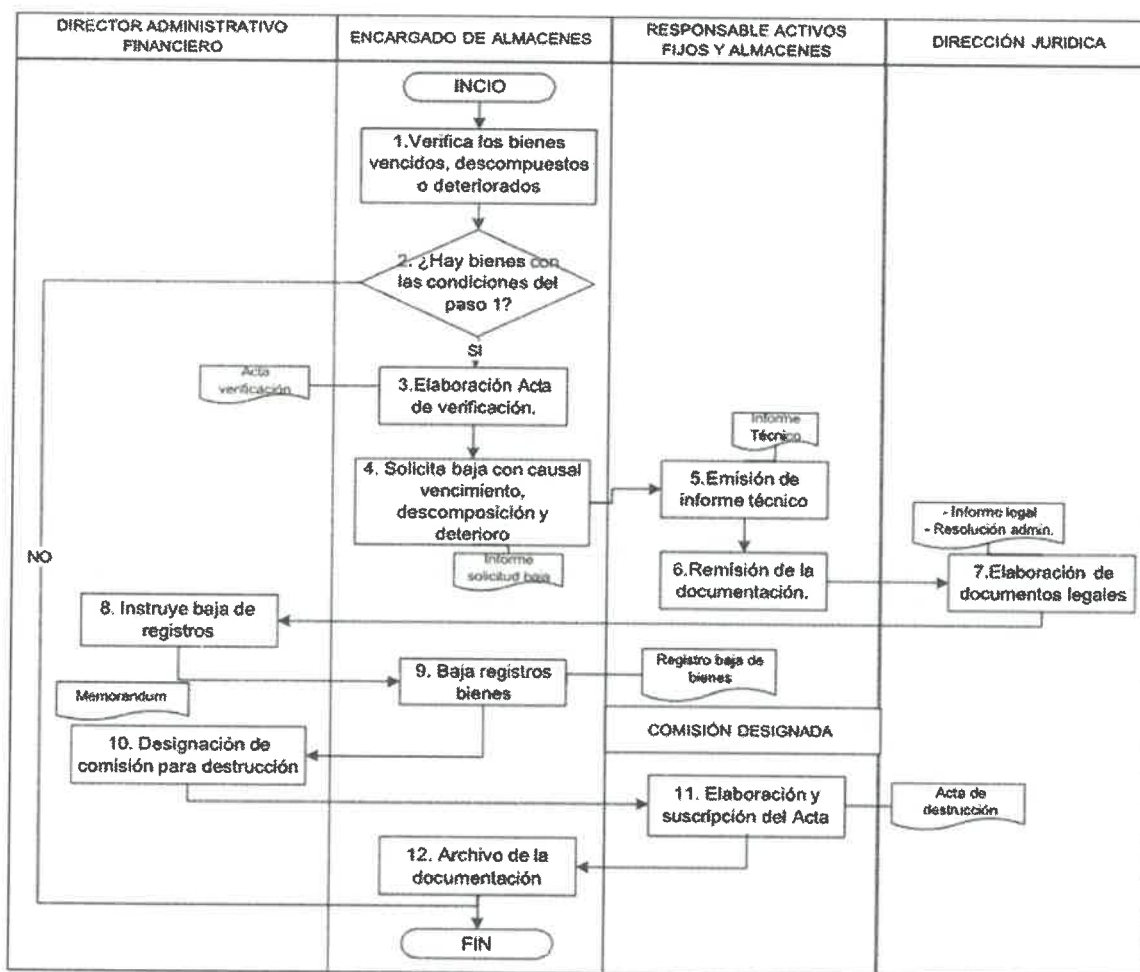 DIRECTOR ADMINISTRATIVO
FINANCIERO
ENCARGADO DE ALMACENES
RESPONSABLE ACTIVOS
FIJOS Y ALMACENES
DIRECCIÓN JURIDICA
INCIO
1.Verifica los bienes
vencidos, descompuestos
o deteriorados
2. ¿Hay bienes con
las condiciones del
paso 1?
SI
NO
Acta
verificación
3.Elaboración Acta
de verificación.
4. Solicita baja con causal
vencimiento,
descomposición y
deterioro
Informe
solicitud baja
Informe
Técnico
5.Emisión de
informe técnico
6.Remisión de la
documentación.
- Informe legal
- Resolución admin.
7.Elaboración de
documentos legales
8. Instruye baja de
registros
9. Baja registros
bienes
Registro baja de
bienes
Memorandum
10. Designación de
comisión para destrucción
COMISIÓN DESIGNADA
11. Elaboración y
suscripción del Acta
Acta de
destrucción
12. Archivo de la
documentación
FIN